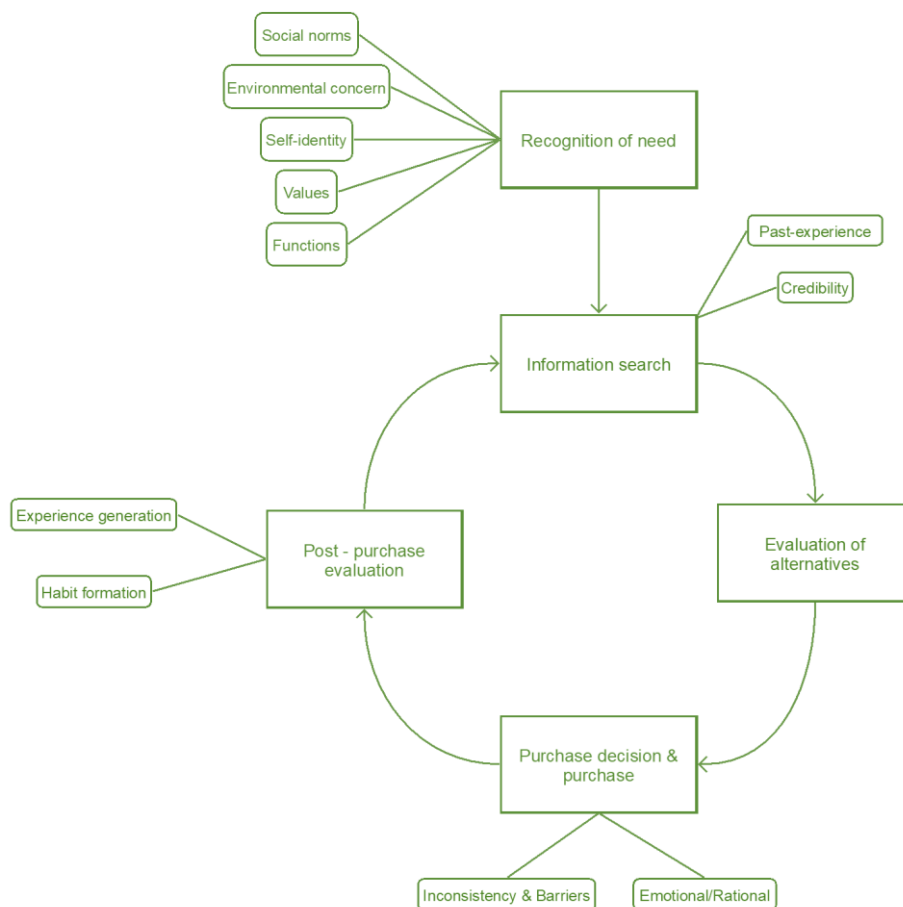 Social norms
Environmental concern
Self-identity
Values
Functions
Recognition of need
Past-experience
Credibility
Information search
Experience generation
Habit formation
Post - purchase
evaluation
Evaluation of
alternatives
Purchase decision &
purchase
Inconsistency & Barriers
Emotional/Rational